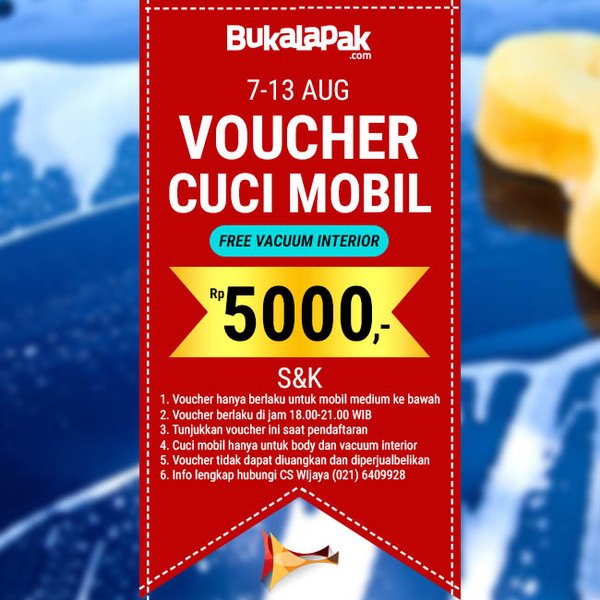 BukaLapak
.com
7-13 AUG
VOUCHER
CUCI MOBIL
FREE VACUUM INTERIOR
Rp 5000,-
S&K
1. Voucher hanya berlaku untuk mobil medium ke bawah
2. Voucher berlaku di jam 18.00-21.00 WIB
3. Tunjukkan voucher ini saat pendaftaran
4. Cuci mobil hanya untuk body dan vacuum interior
5. Voucher tidak dapat diuangkan dan diperjualbelikan
6. Info lengkap hubungi CS WIjaya (021) 6409928